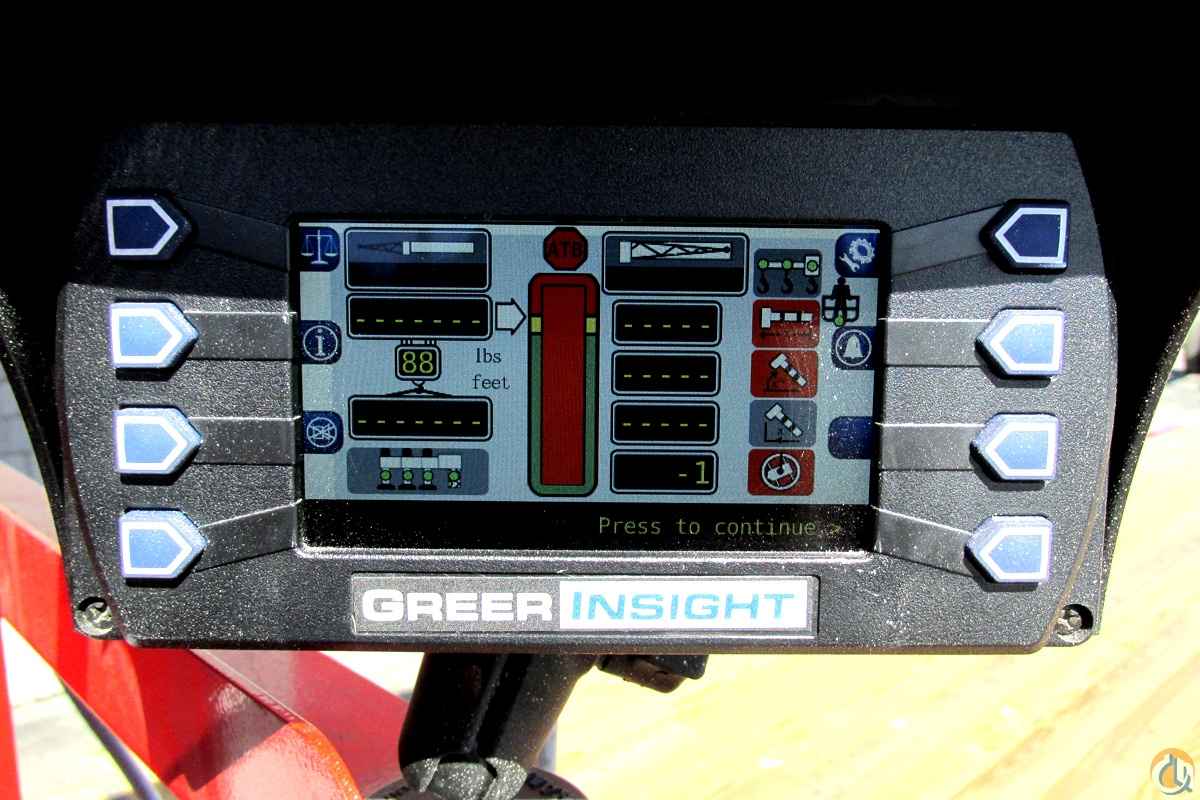 ATB
- - - - - -
- - - - -
88
lbs
feet
- - - - -
- - - - - -
- - - - -
-1
i
Press to continue >
GREER INSIGHT